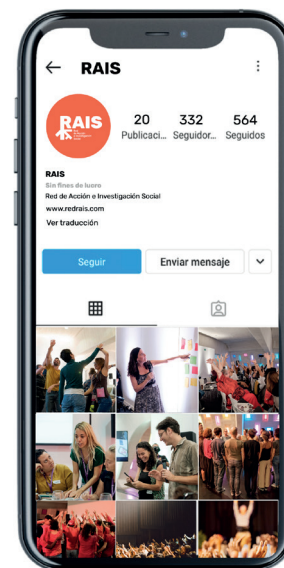 RAIS
RAIS
20 332 564
Publicaci... Seguidor... Seguidos
RAIS
Sin fines de lucro
Red de Acción e Investigación Social
www.redrais.com
Ver traducción
Seguir Enviar mensaje